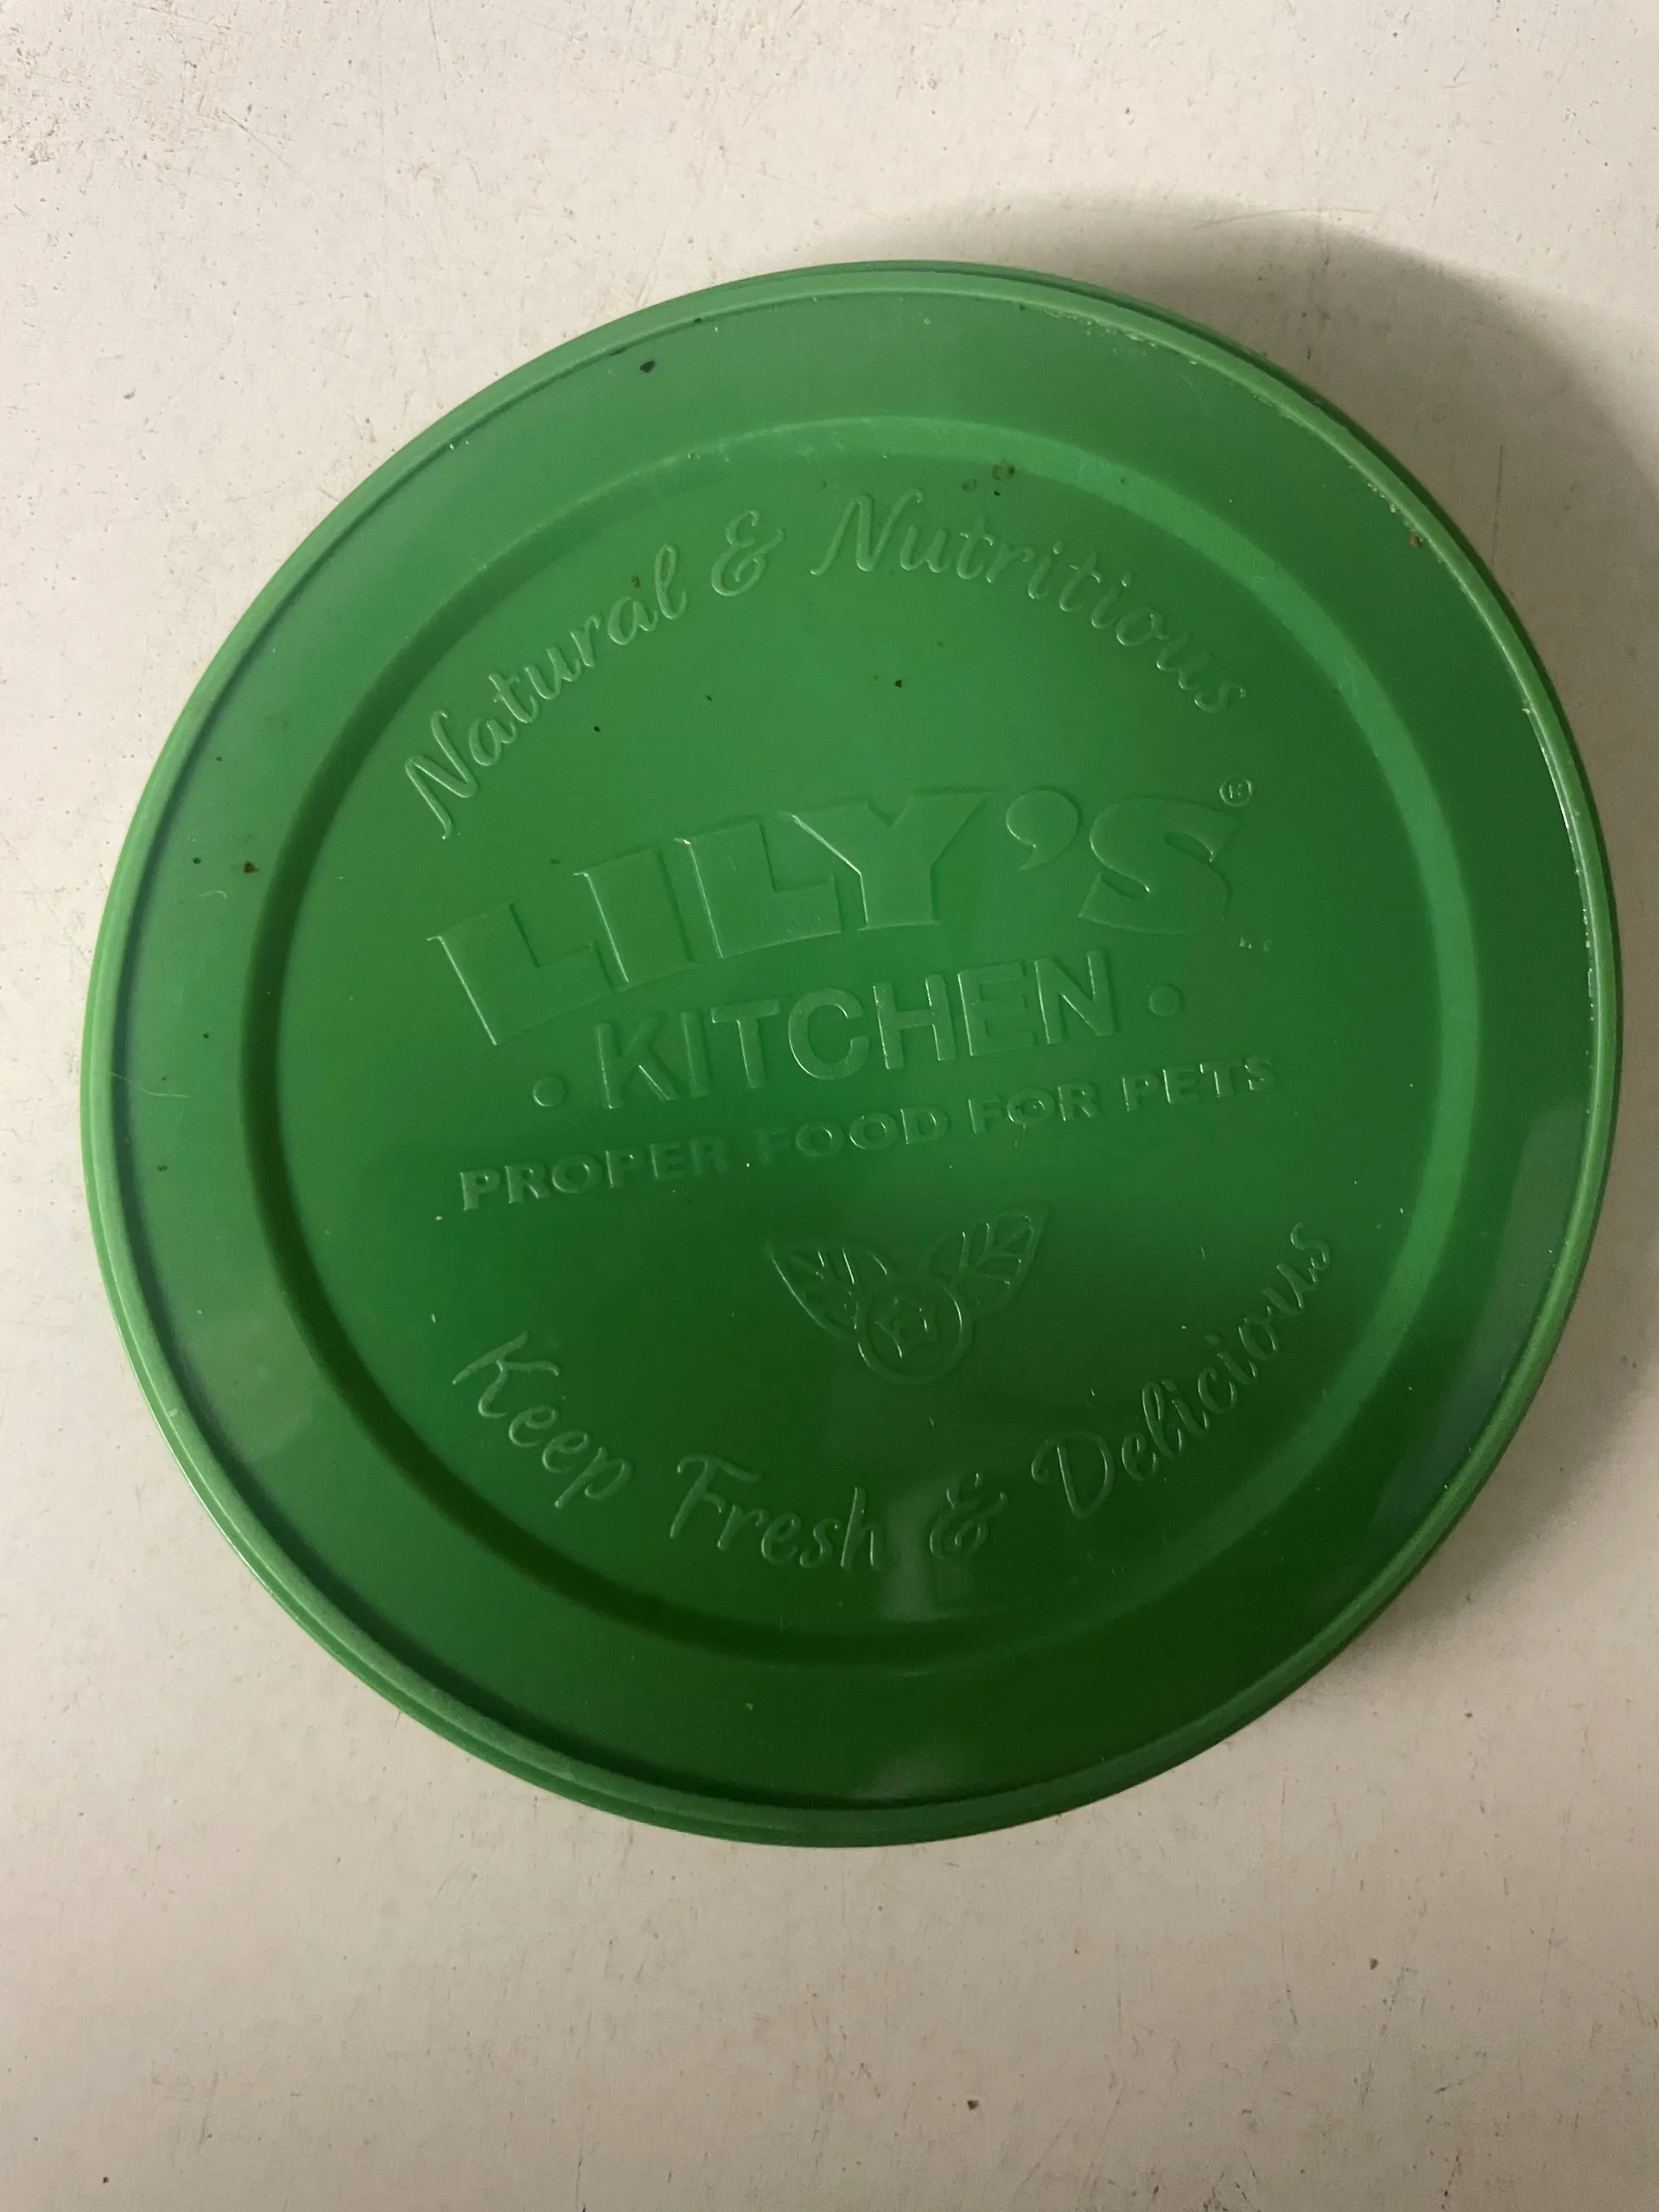 Natural & Nutritious
LILY'S®
• KITCHEN •
PROPER FOOD FOR PETS
Keep Fresh & Delicious